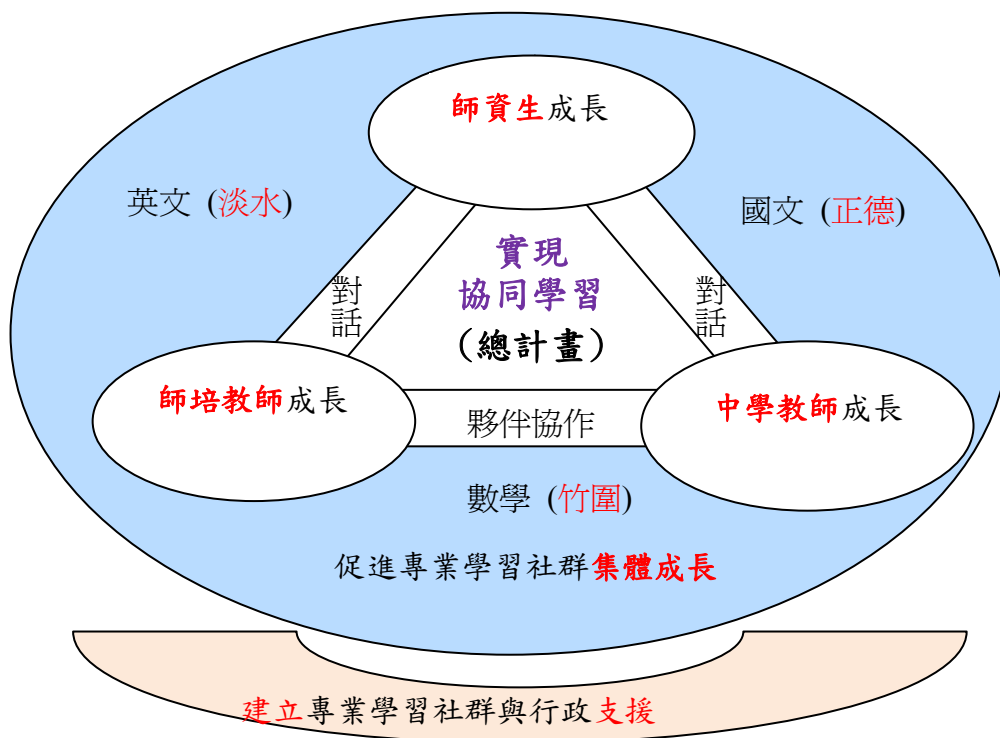 師資生成長
英文 (淡水)
國文 (正德)
實現
協同學習
(總計畫)
對話
對話
師培教師成長
中學教師成長
夥伴協作
數學 (竹圍)
促進專業學習社群集體成長
建立專業學習社群與行政支援